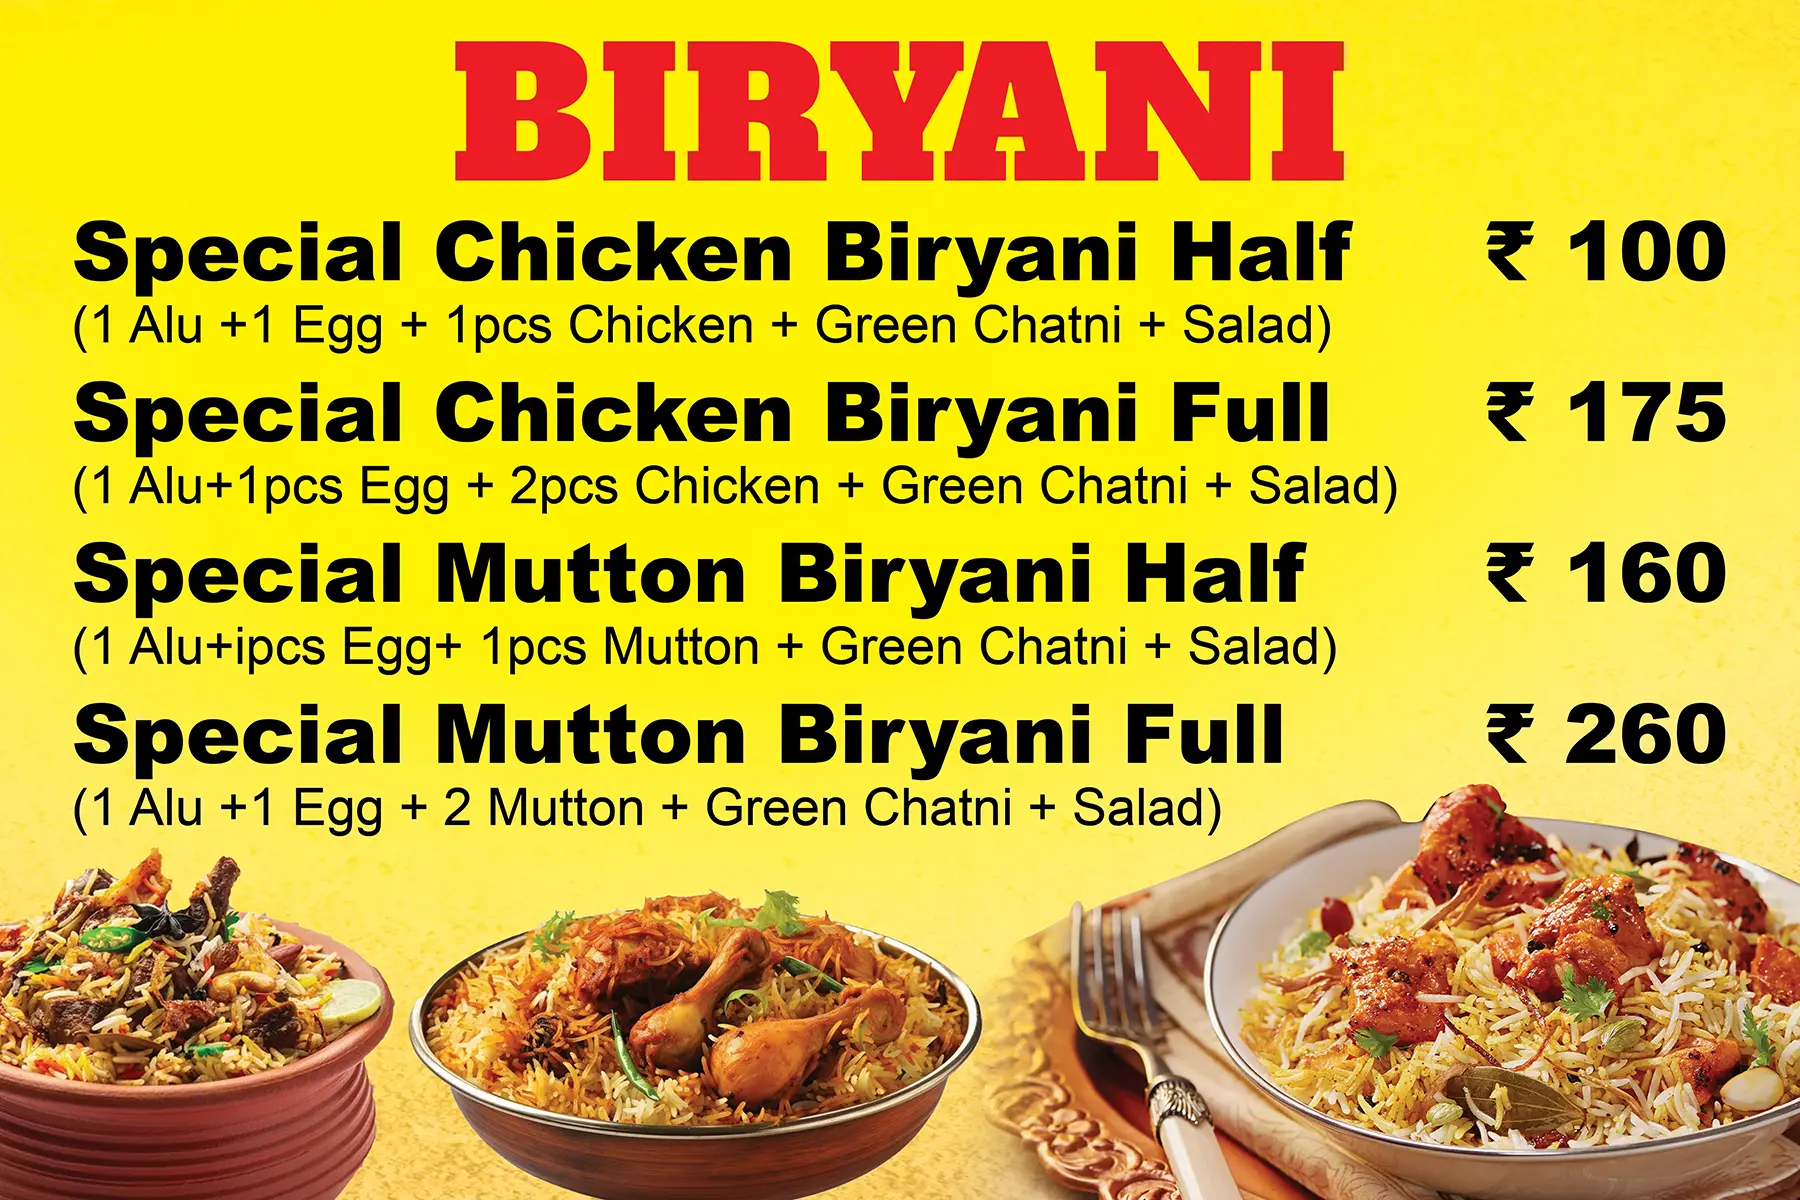 BIRYANI
Special Chicken Biryani Half ₹ 100
(1 Alu +1 Egg + 1pcs Chicken + Green Chatni + Salad)
Special Chicken Biryani Full ₹ 175
(1 Alu+1pcs Egg + 2pcs Chicken + Green Chatni + Salad)
Special Mutton Biryani Half ₹ 160
(1 Alu+ipcs Egg+ 1pcs Mutton + Green Chatni + Salad)
Special Mutton Biryani Full ₹ 260
(1 Alu +1 Egg + 2 Mutton + Green Chatni + Salad)